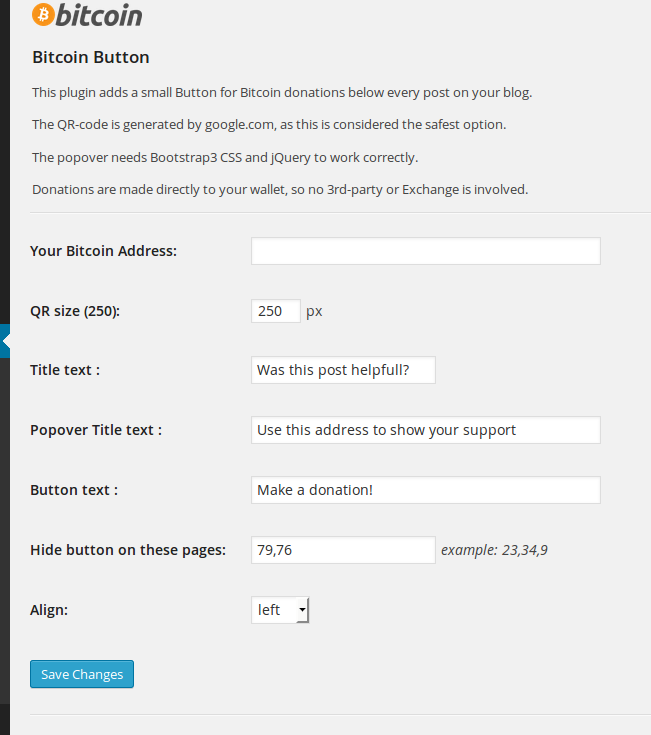 bitcoin
Bitcoin Button
This plugin adds a small Button for Bitcoin donations below every post on your blog.
The QR-code is generated by google.com, as this is considered the safest option.
The popover needs Bootstrap3 CSS and jQuery to work correctly.
Donations are made directly to your wallet, so no 3rd-party or Exchange is involved.
Your Bitcoin Address:
QR size (250): 250 px
Title text : Was this post helpfull?
Popover Title text : Use this address to show your support
Button text : Make a donation!
Hide button on these pages: 79,76 example: 23,34,9
Align: left
Save Changes